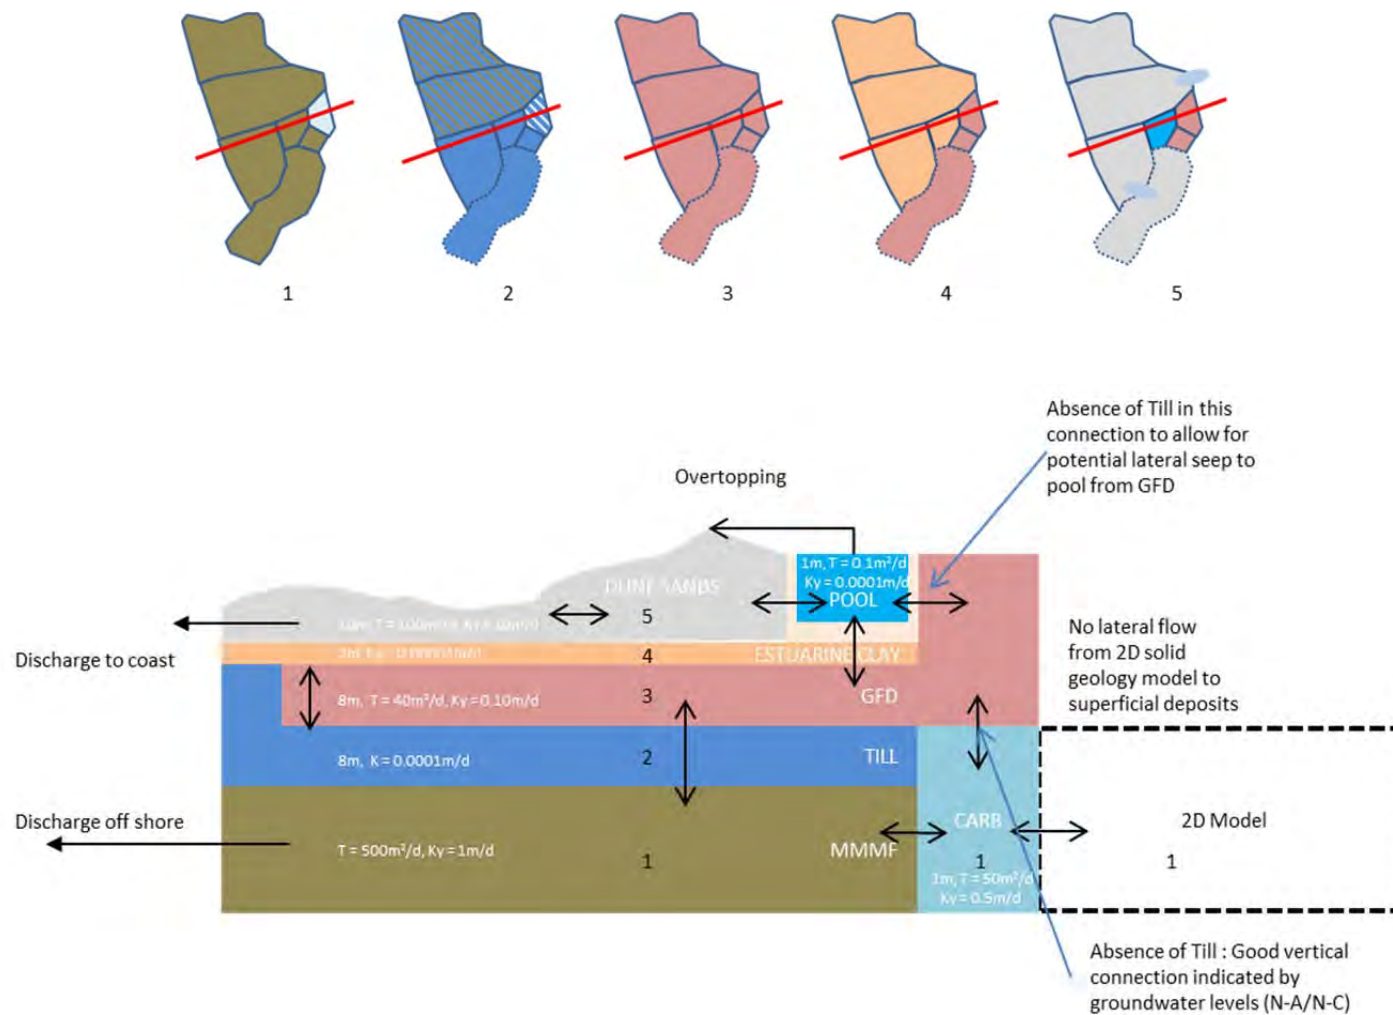 1 2 3 4 5
Absence of Till in this
connection to allow for
potential lateral seep to
pool from GFD
Overtopping
1m, T = 0.1m²/d
Ky = 0.0001m/d
POOL
DUNE SANDS
5
Discharge to coast
4
ESTUARINE CLAY
No lateral flow
from 2D solid
geology model to
superficial deposits
8m, T = 40m²/d, Ky = 0.10m/d
3
GFD
8m, K = 0.0001m/d
2
TILL
Discharge off shore
T = 500m²/d, Ky = 1m/d
1
MMMF
CARB
1
1m, T = 50m²/d
Ky = 0.5m/d
2D Model
1
Absence of Till : Good vertical
connection indicated by
groundwater levels (N-A/N-C)